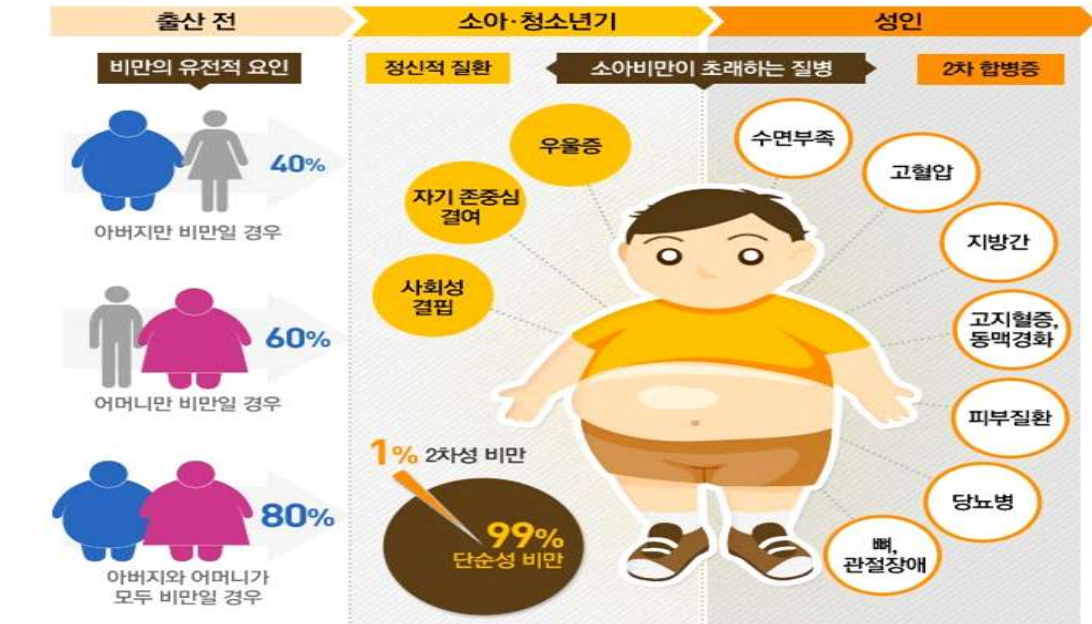 출산 전
소아·청소년기
성인
비만의 유전적 요인
정신적 질환
소아비만이 초래하는 질병
2차 합병증
40%
아버지만 비만일 경우
60%
어머니만 비만일 경우
80%
아버지와 어머니가
모두 비만일 경우
우울증
자기 존중심
결여
사회성
결핍
1% 2차성 비만
99%
단순성 비만
수면부족
고혈압
지방간
고지혈증,
동맥경화
피부질환
당뇨병
뼈,
관절장애